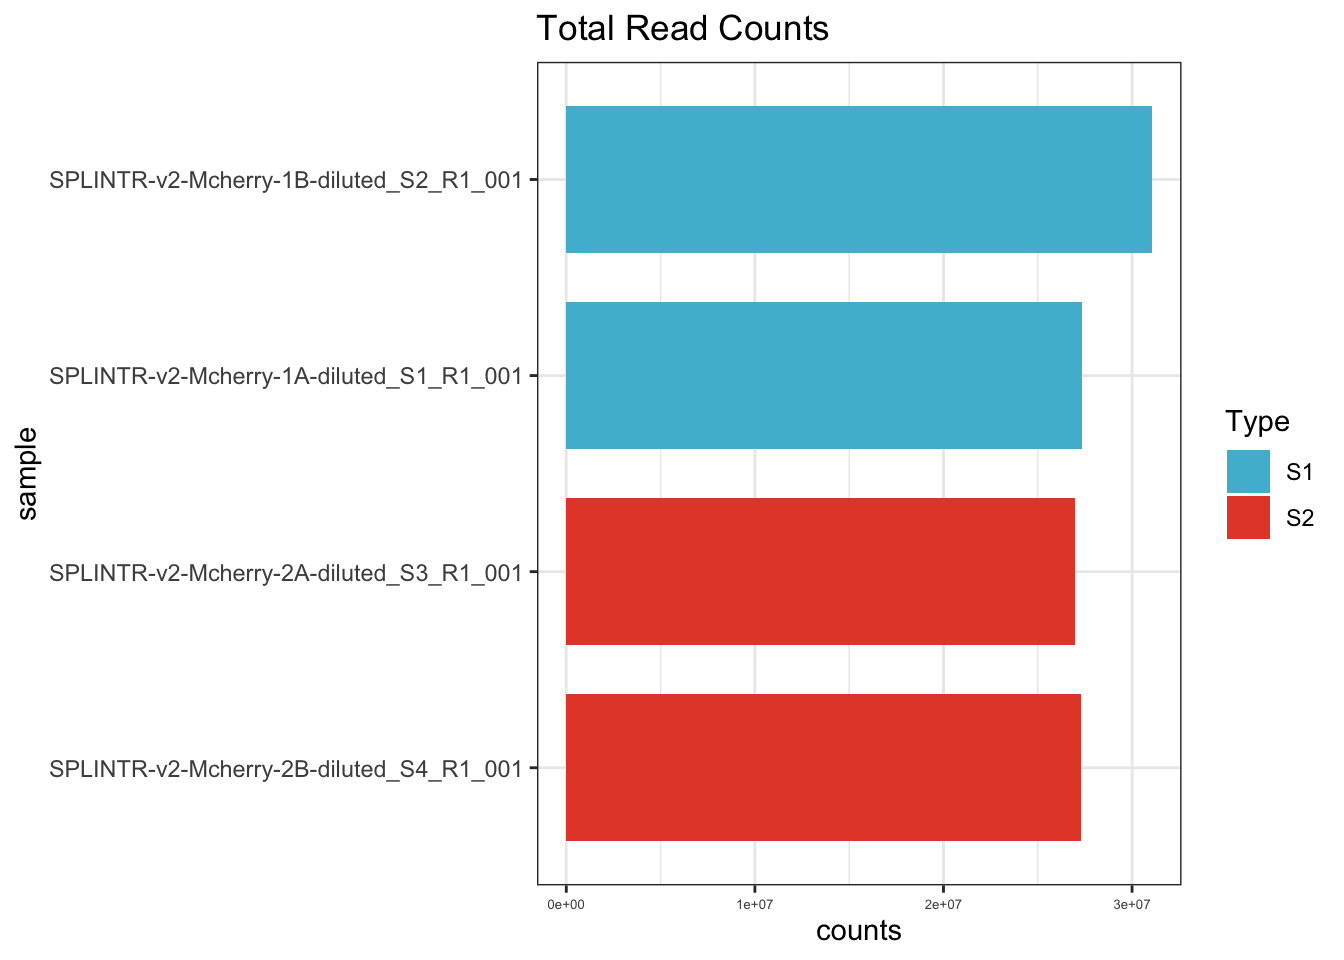 Total Read Counts
SPLINTR-v2-Mcherry-1B-diluted_S2_R1_001
SPLINTR-v2-Mcherry-1A-diluted_S1_R1_001
SPLINTR-v2-Mcherry-2A-diluted_S3_R1_001
SPLINTR-v2-Mcherry-2B-diluted_S4_R1_001
sample
0e+00 1e+07 2e+07 3e+07
counts
Type
S1
S2